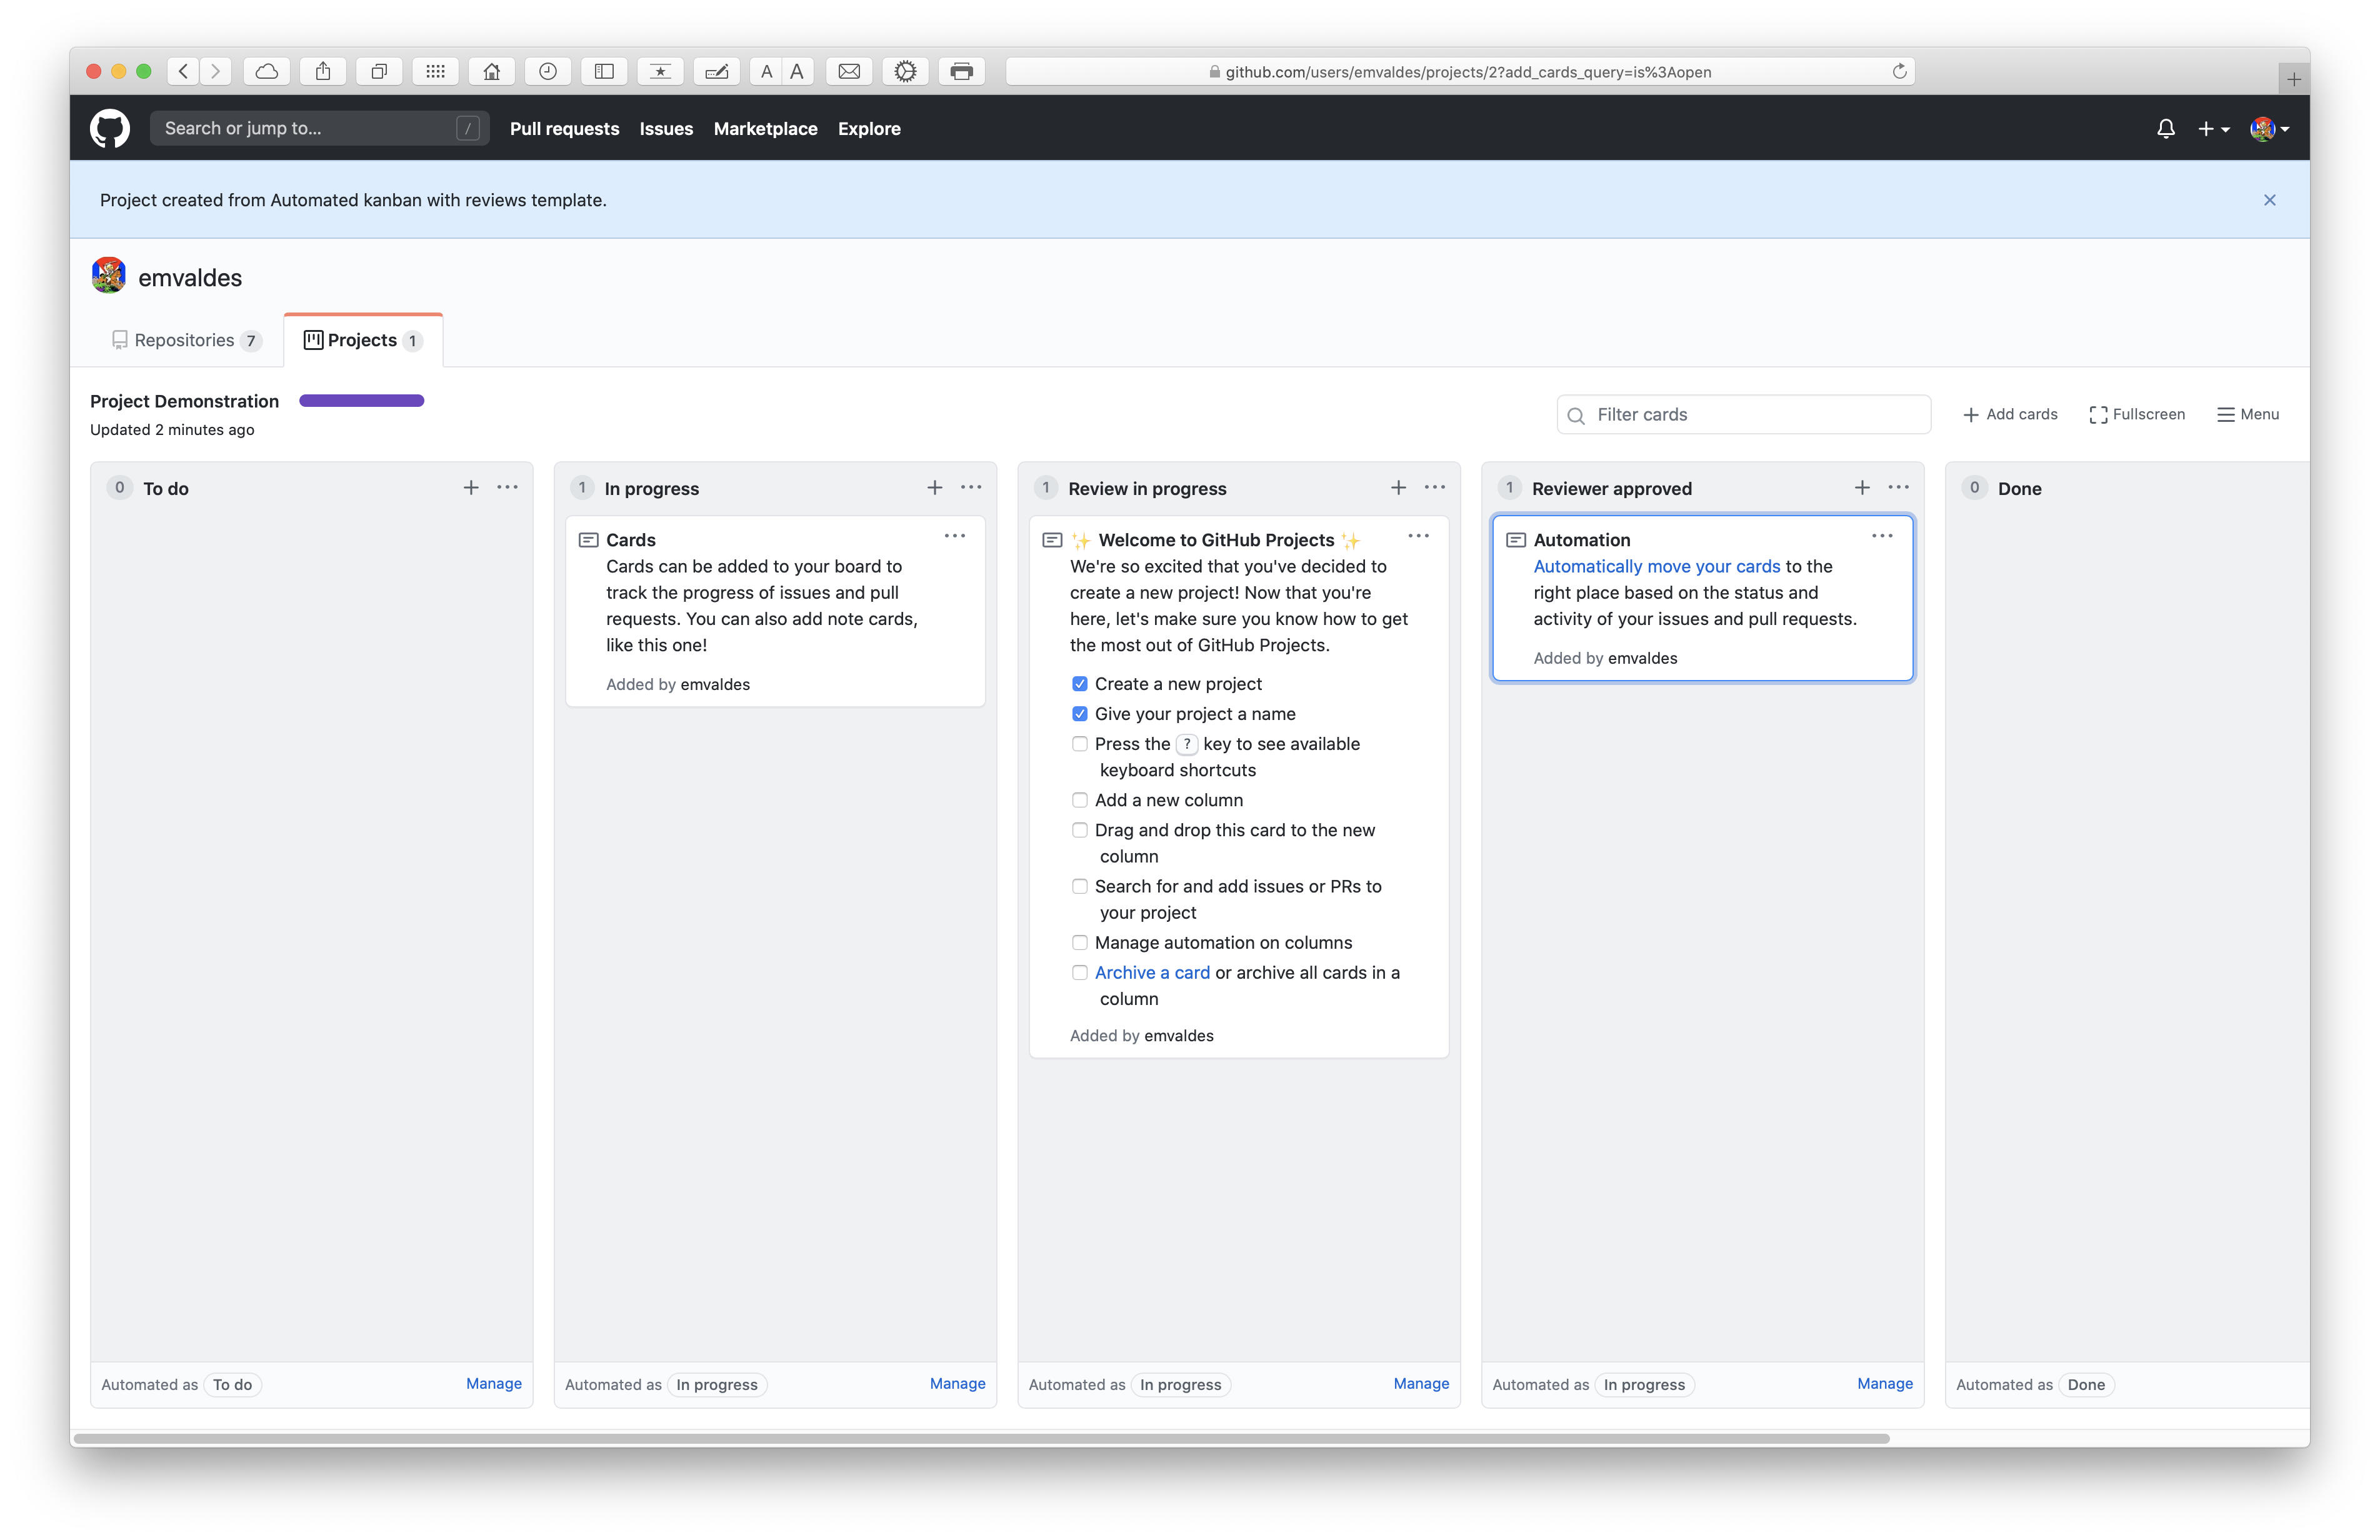 A A
github.com/users/emvaldes/projects/2?add_cards_query=is%3Aopen
Search or jump to... /
Pull requests Issues Marketplace Explore
Project created from Automated kanban with reviews template.
emvaldes
Repositories 7 Projects 1
Project Demonstration
Updated 2 minutes ago
Filter cards
Add cards Fullscreen Menu
0 To do
Automated as To do Manage
1 In progress
Cards
Cards can be added to your board to
track the progress of issues and pull
requests. You can also add note cards,
like this one!
Added by emvaldes
Automated as In progress Manage
1 Review in progress
✨ Welcome to GitHub Projects ✨
We're so excited that you've decided to
create a new project! Now that you're
here, let's make sure you know how to get
the most out of GitHub Projects.
Create a new project
Give your project a name
Press the ? key to see available
keyboard shortcuts
Add a new column
Drag and drop this card to the new
column
Search for and add issues or PRs to
your project
Manage automation on columns
Archive a card or archive all cards in a
column
Added by emvaldes
Automated as In progress Manage
1 Reviewer approved
Automation
Automatically move your cards to the
right place based on the status and
activity of your issues and pull requests.
Added by emvaldes
Automated as In progress Manage
0 Done
Automated as Done